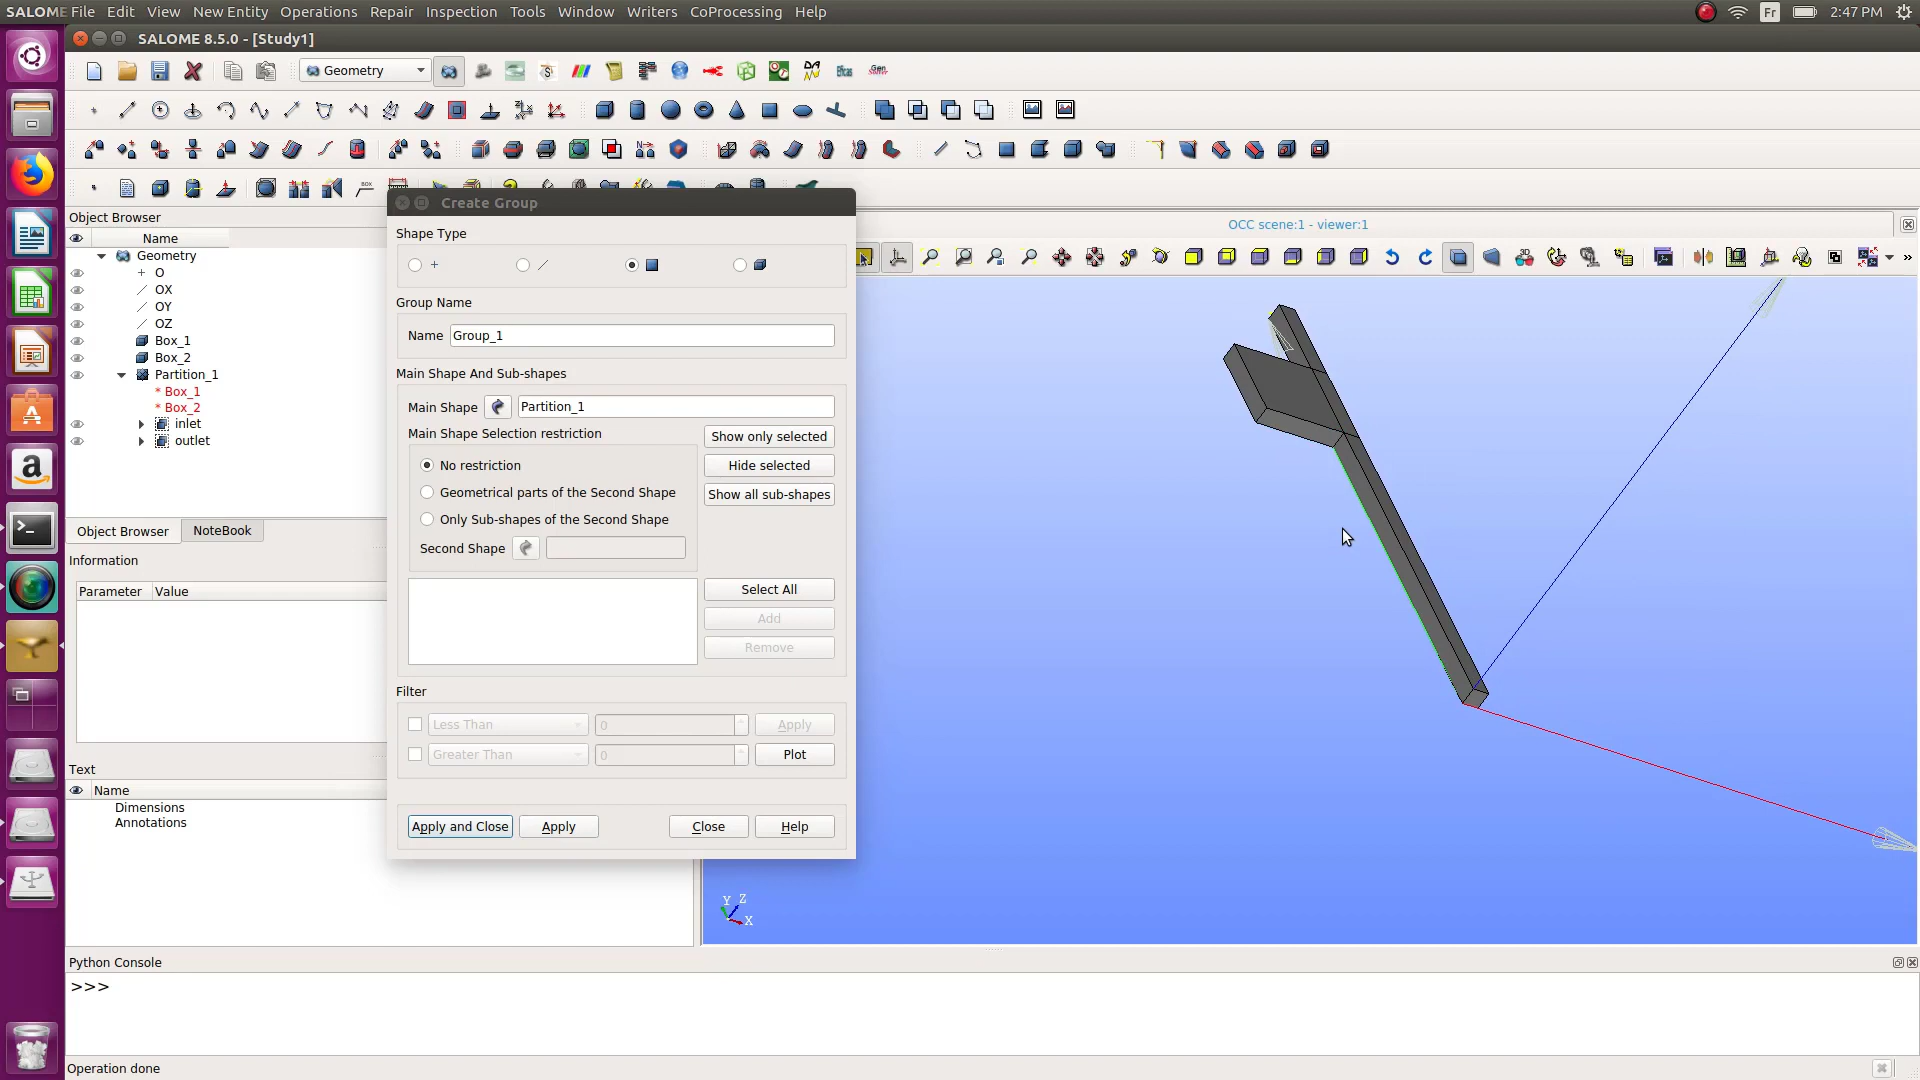 SALOME File Edit View New Entity Operations Repair Inspection Tools Window Writers CoProcessing Help
Fr 2:47 PM
SALOME 8.5.0 - [Study1]
Geometry
Object Browser
Create Group
OCC scene:1 - viewer:1
Name
Geometry
O
OX
OY
OZ
Box_1
Box_2
Partition_1
* Box_1
* Box_2
inlet
outlet
Object Browser NoteBook
Information
Parameter Value
Text
Name
Dimensions
Annotations
Shape Type
Group Name
Name Group_1
Main Shape And Sub-shapes
Main Shape Partition_1
Main Shape Selection restriction
Show only selected
No restriction
Hide selected
Geometrical parts of the Second Shape
Show all sub-shapes
Only Sub-shapes of the Second Shape
Second Shape
Select All
Add
Remove
Filter
Less Than 0 Apply
Greater Than 0 Plot
Apply and Close Apply Close Help
Y Z
X
Python Console
>>>
Operation done